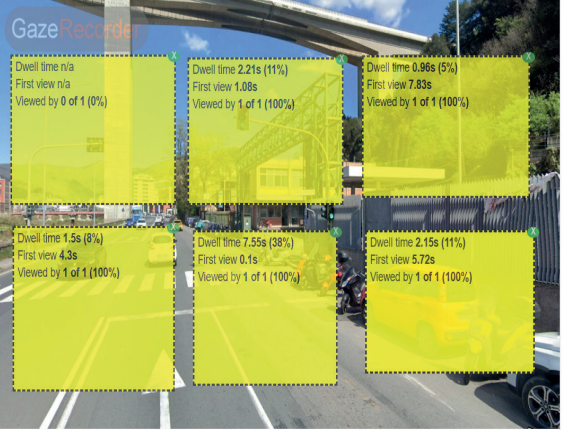 GazeRecorder
X
Dwell time n/a
First view n/a
Viewed by 0 of 1 (0%)
X
Dwell time 2.21s (11%)
First view 1.08s
Viewed by 1 of 1 (100%)
X
Dwell time 0.96s (5%)
First view 7.83s
Viewed by 1 of 1 (100%)
X
Dwell time 1.5s (8%)
First view 4.3s
Viewed by 1 of 1 (100%)
X
Dwell time 7.55s (38%)
First view 0.1s
Viewed by 1 of 1 (100%)
X
Dwell time 2.15s (11%)
First view 5.72s
Viewed by 1 of 1 (100%)